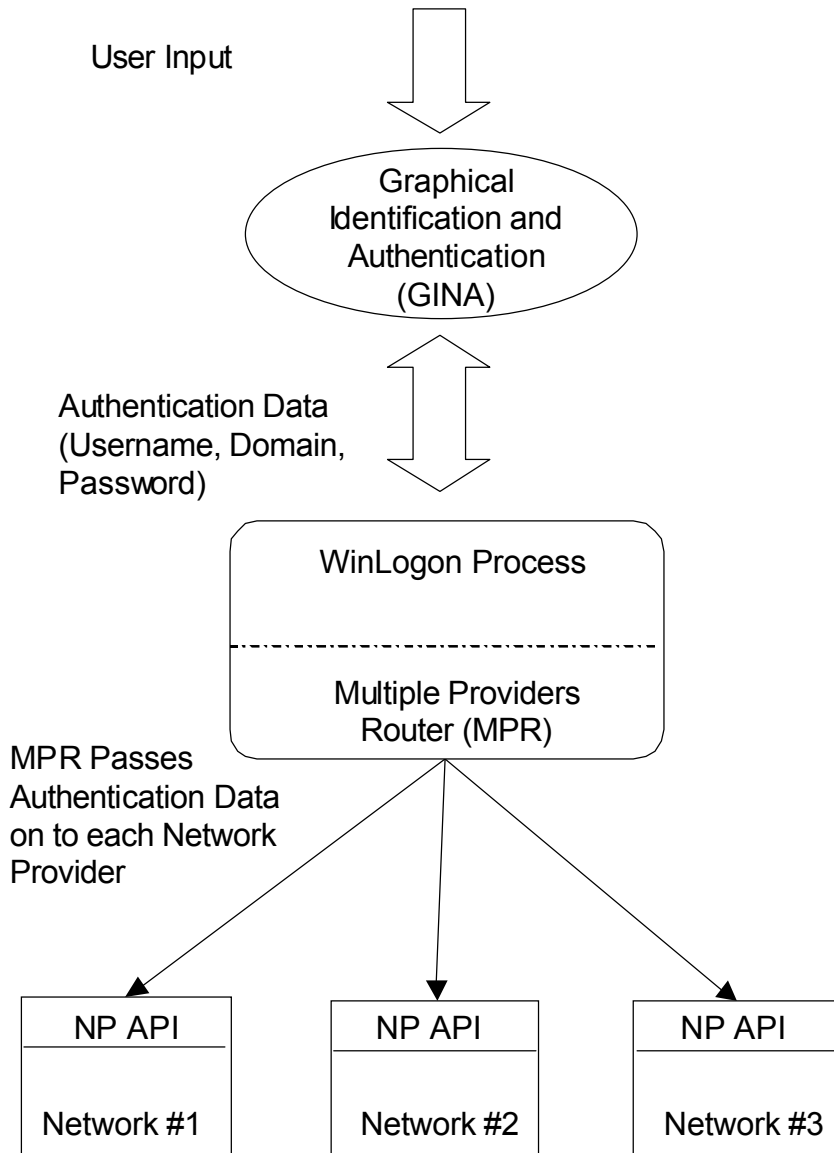 User Input
Graphical
Identification and
Authentication
(GINA)
Authentication Data
(Username, Domain,
Password)
WinLogon Process
Multiple Providers
Router (MPR)
MPR Passes
Authentication Data
on to each Network
Provider
NP API
Network #1
NP API
Network #2
NP API
Network #3